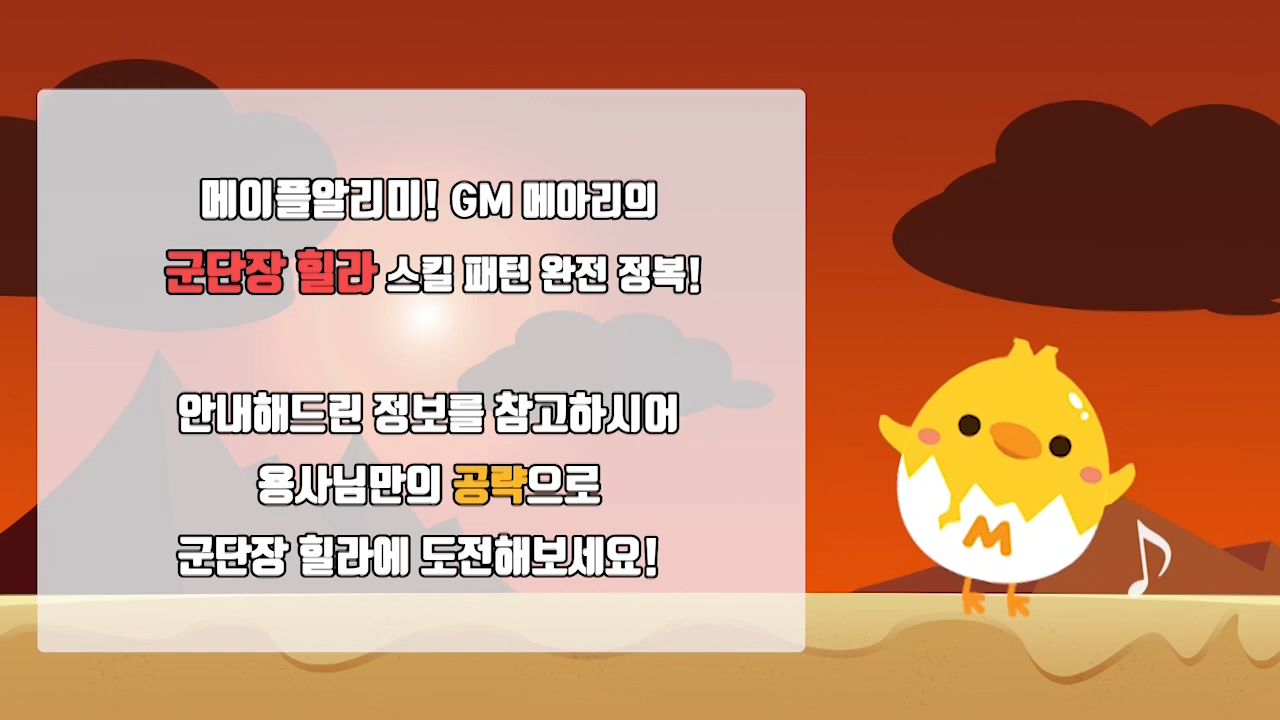 메이플알리미! GM 메아리의
군단장 힐라 스킬 패턴 완전 정복!
안내해드린 정보를 참고하시어
용사님만의 공략으로
군단장 힐라에 도전해보세요!
M